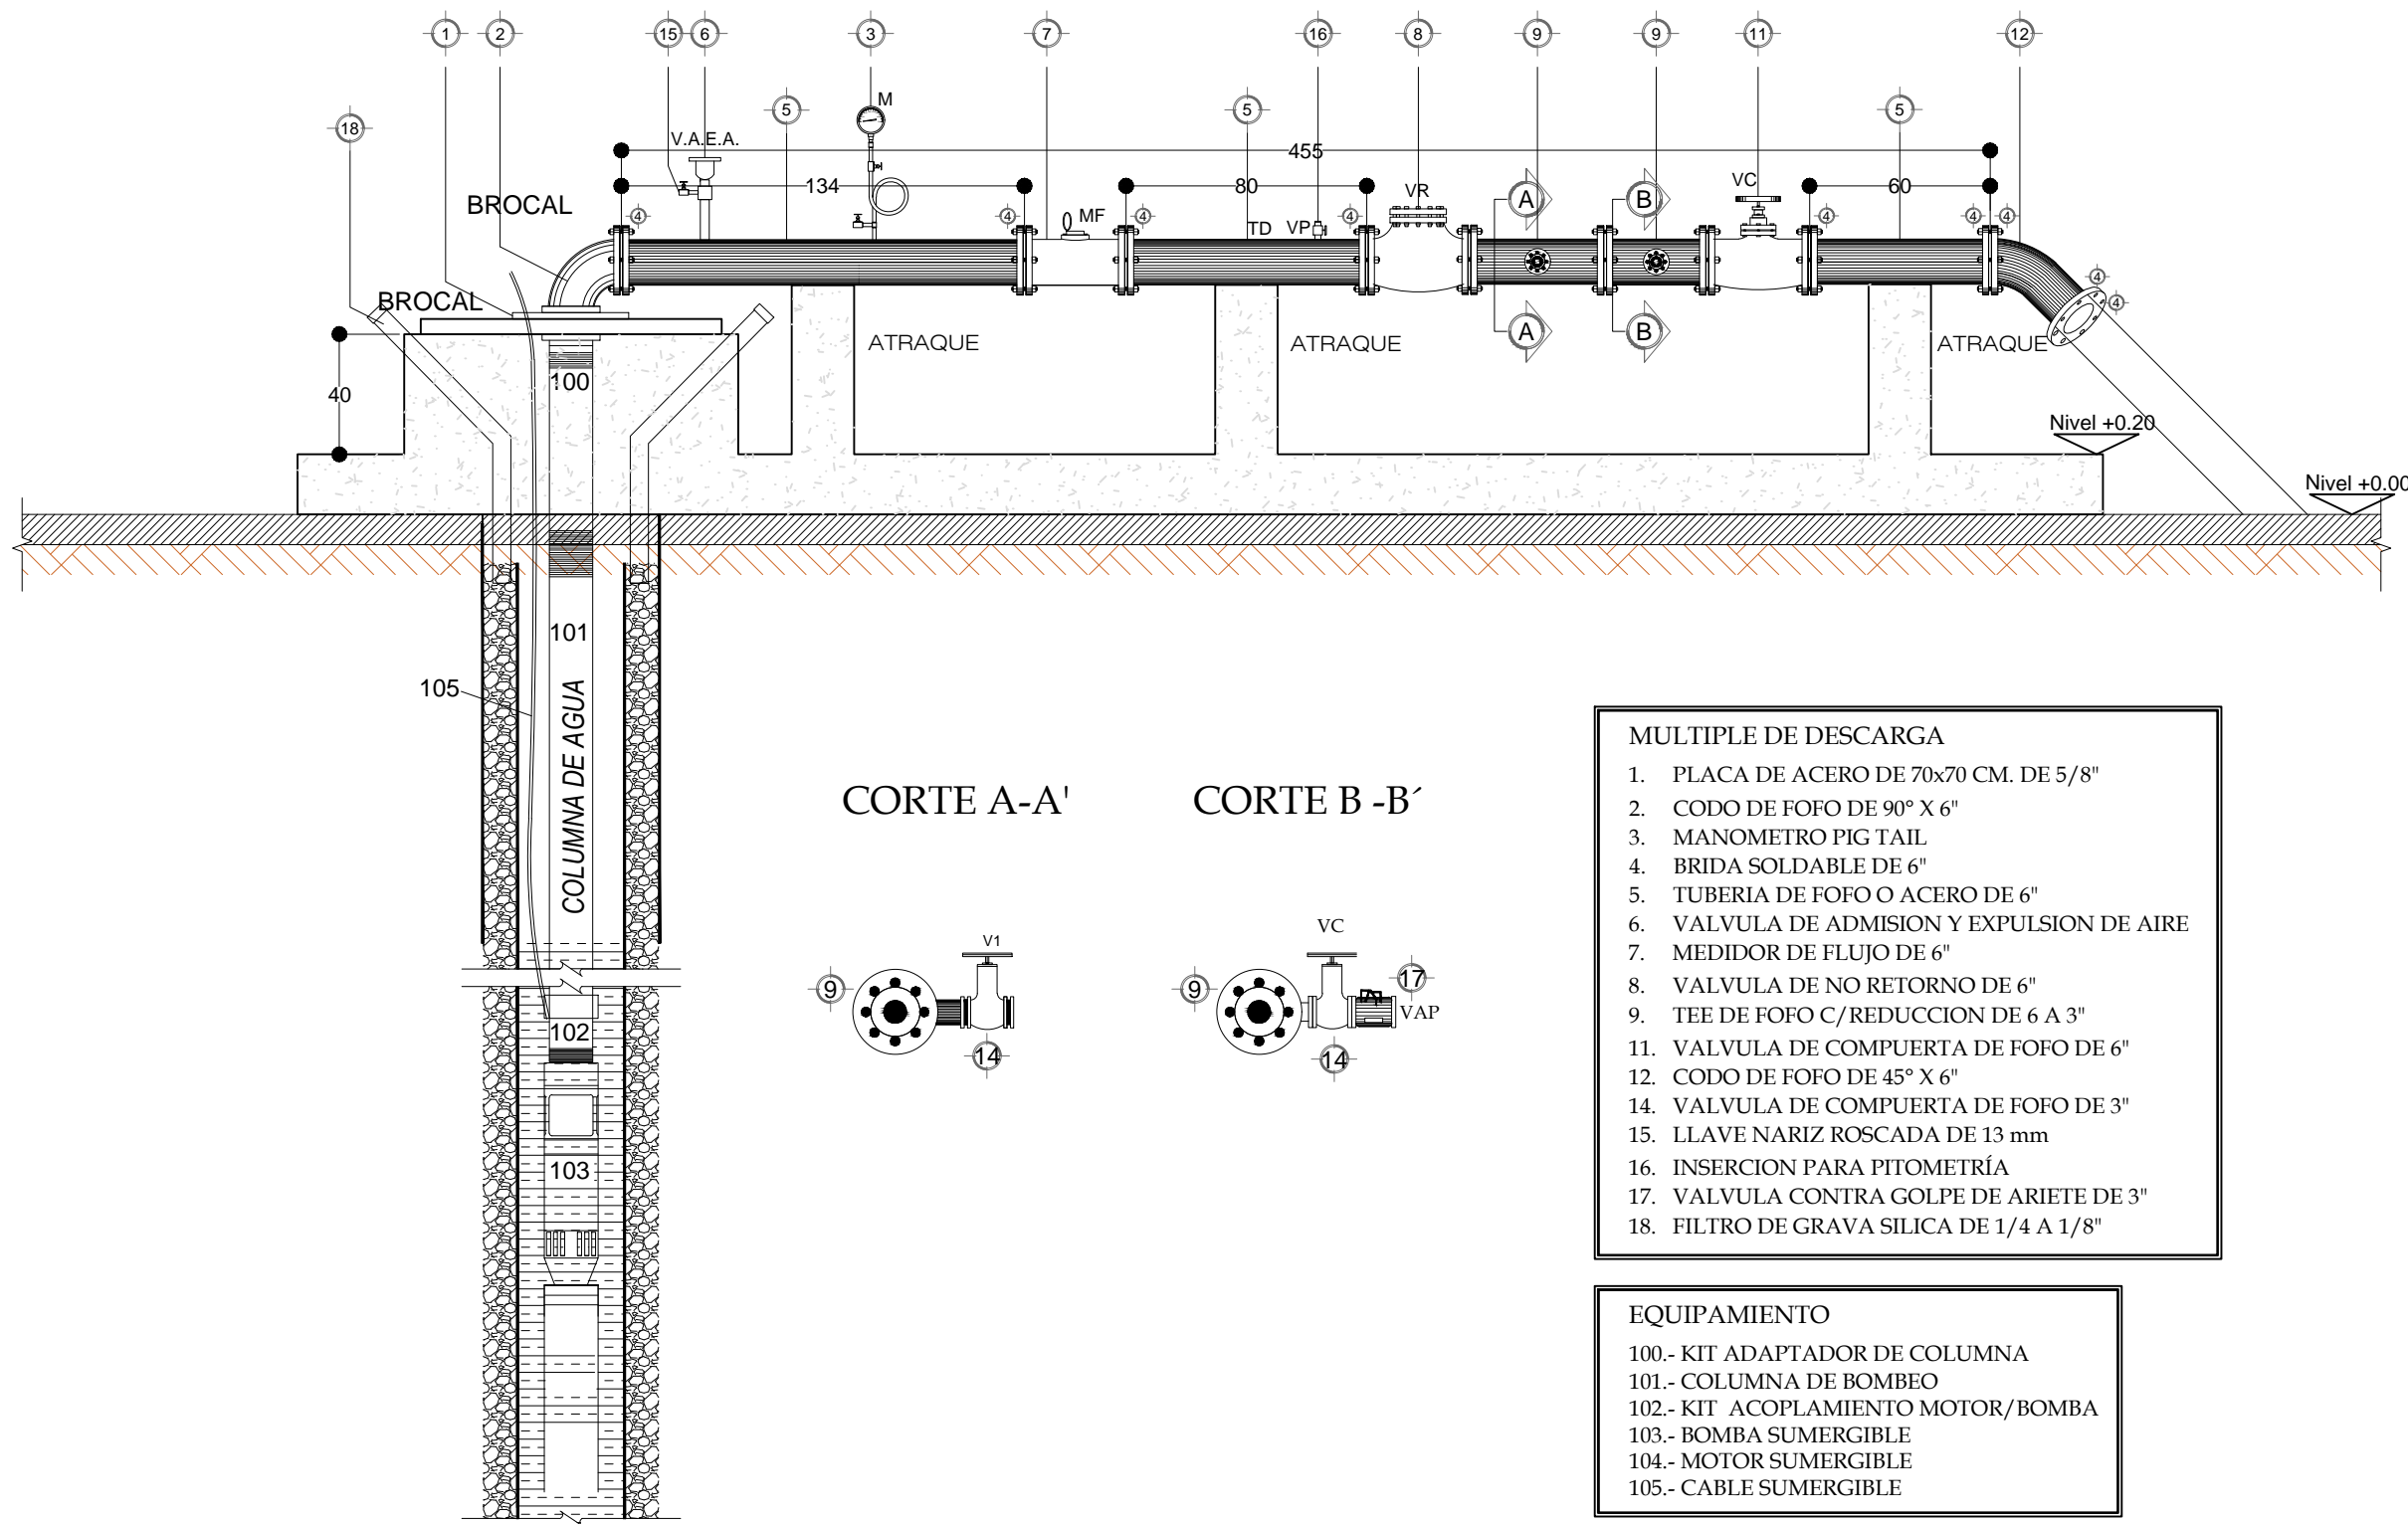 1 2 15 6 3 7 16 8 9 9 11 12
18 5 5 5
M
V.A.E.A.
455
134 80 60
VR VC
BROCAL
4 4 4 4 4 4 4
A B
MF
TD VP
BROCAL
4
4
A B
ATRAQUE ATRAQUE ATRAQUE
100
40
Nivel +0.20
Nivel +0.00
101
105
COLUMNA DE AGUA
102
103
CORTE A-A'
V1
9
14
CORTE B -B´
VC
9
17
VAP
14
MULTIPLE DE DESCARGA
1. PLACA DE ACERO DE 70x70 CM. DE 5/8"
2. CODO DE FOFO DE 90° X 6"
3. MANOMETRO PIG TAIL
4. BRIDA SOLDABLE DE 6"
5. TUBERIA DE FOFO O ACERO DE 6"
6. VALVULA DE ADMISION Y EXPULSION DE AIRE
7. MEDIDOR DE FLUJO DE 6"
8. VALVULA DE NO RETORNO DE 6"
9. TEE DE FOFO C/REDUCCION DE 6 A 3"
11. VALVULA DE COMPUERTA DE FOFO DE 6"
12. CODO DE FOFO DE 45° X 6"
14. VALVULA DE COMPUERTA DE FOFO DE 3"
15. LLAVE NARIZ ROSCADA DE 13 mm
16. INSERCION PARA PITOMETRÍA
17. VALVULA CONTRA GOLPE DE ARIETE DE 3"
18. FILTRO DE GRAVA SILICA DE 1/4 A 1/8"
EQUIPAMIENTO
100.- KIT ADAPTADOR DE COLUMNA
101.- COLUMNA DE BOMBEO
102.- KIT ACOPLAMIENTO MOTOR/BOMBA
103.- BOMBA SUMERGIBLE
104.- MOTOR SUMERGIBLE
105.- CABLE SUMERGIBLE